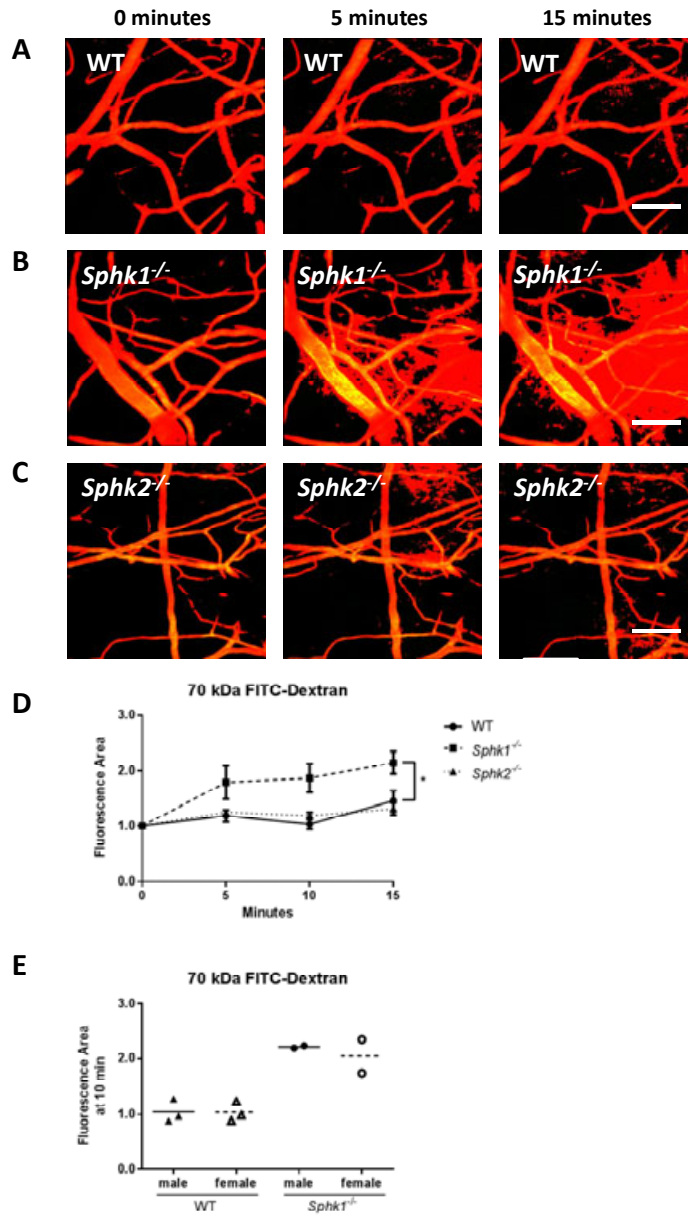 0 minutes 5 minutes 15 minutes
A WT WT WT
B Sphk1-/- Sphk1-/- Sphk1-/-
C Sphk2-/- Sphk2-/- Sphk2-/-
D
70 kDa FITC-Dextran
3.0
2.0
1.0
0.0
Fluorescence Area
0 5 10 15
Minutes
WT
Sphk1-/-
Sphk2-/-
*
E
70 kDa FITC-Dextran
3.0
2.0
1.0
0.0
Fluorescence Area
at 10 min
male female male female
WT Sphk1-/-